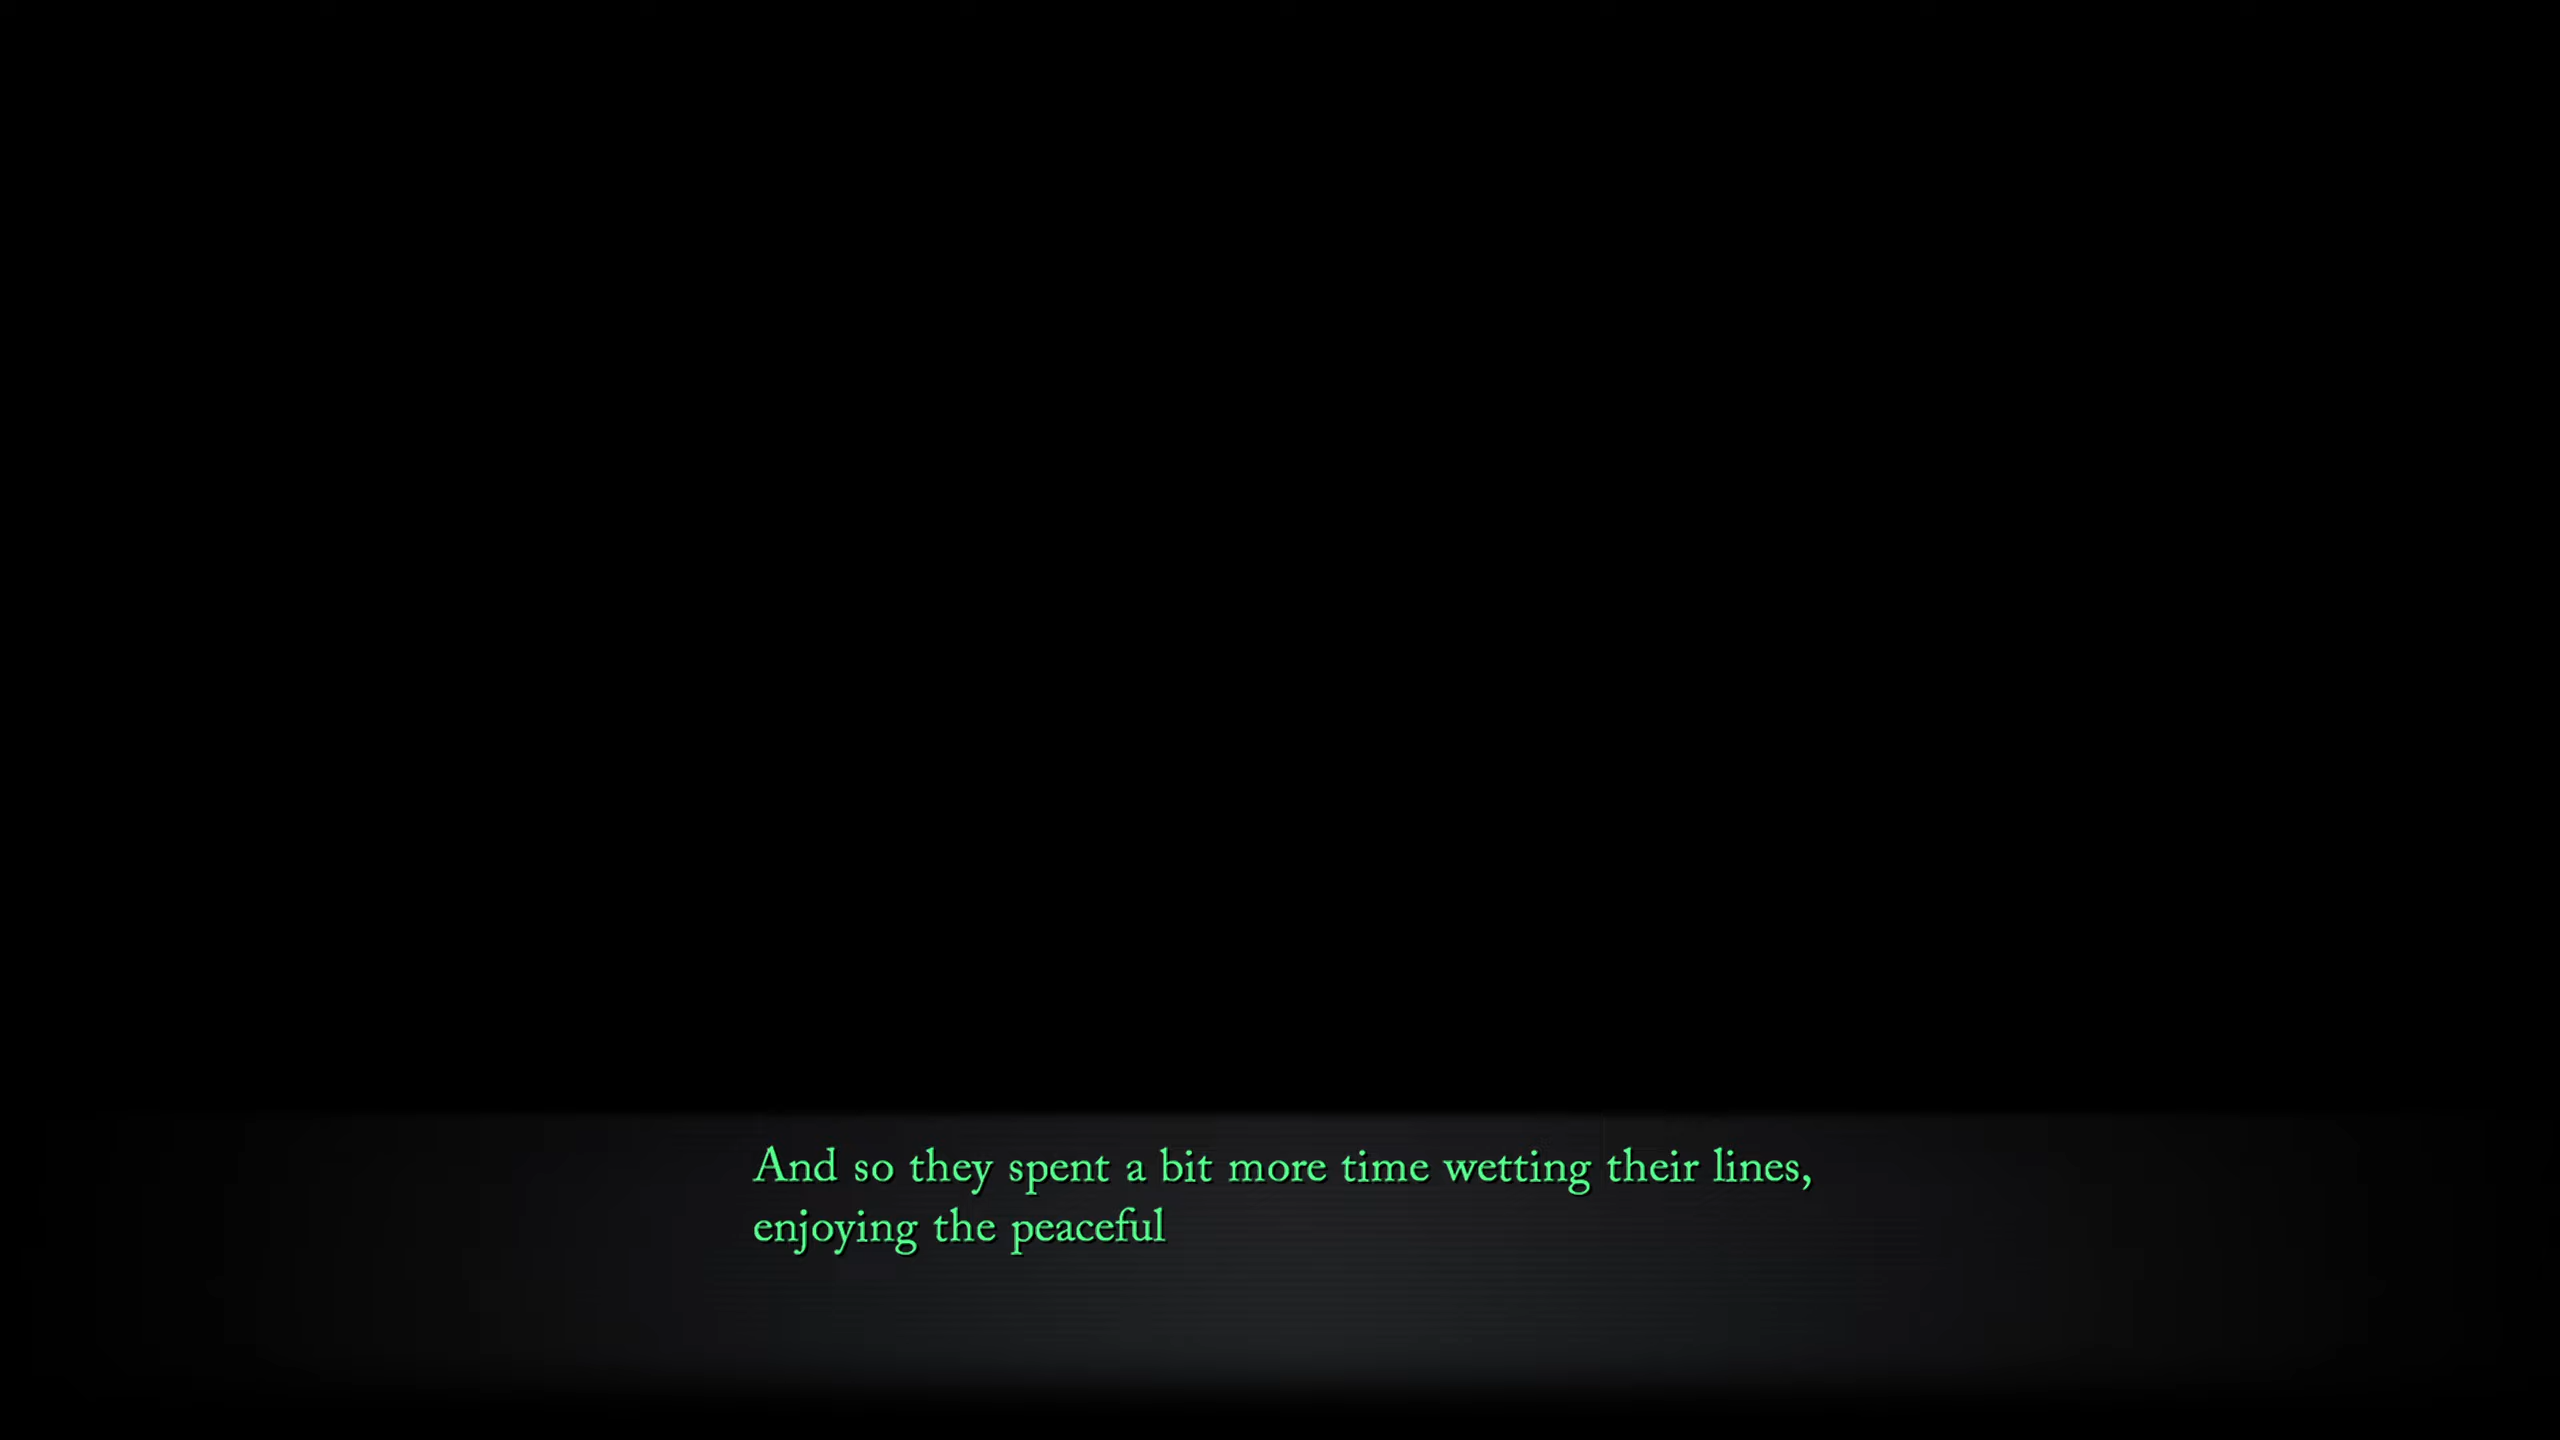 And so they spent a bit more time wetting their lines,
enjoying the peaceful